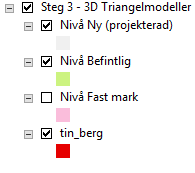 Steg 3 - 3D Triangelmodeller
Nivå Ny (projekterad)
Nivå Befintlig
Nivå Fast mark
tin_berg